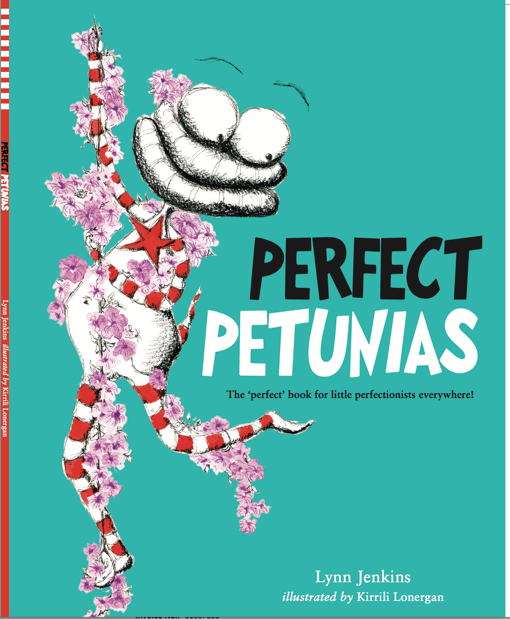 PERFECT PETUNIAS
Lynn Jenkins illustrated by Kirrili Lonergan
PERFECT
PETUNIAS
The ‘perfect’ book for little perfectionists everywhere!
Lynn Jenkins
illustrated by Kirrili Lonergan